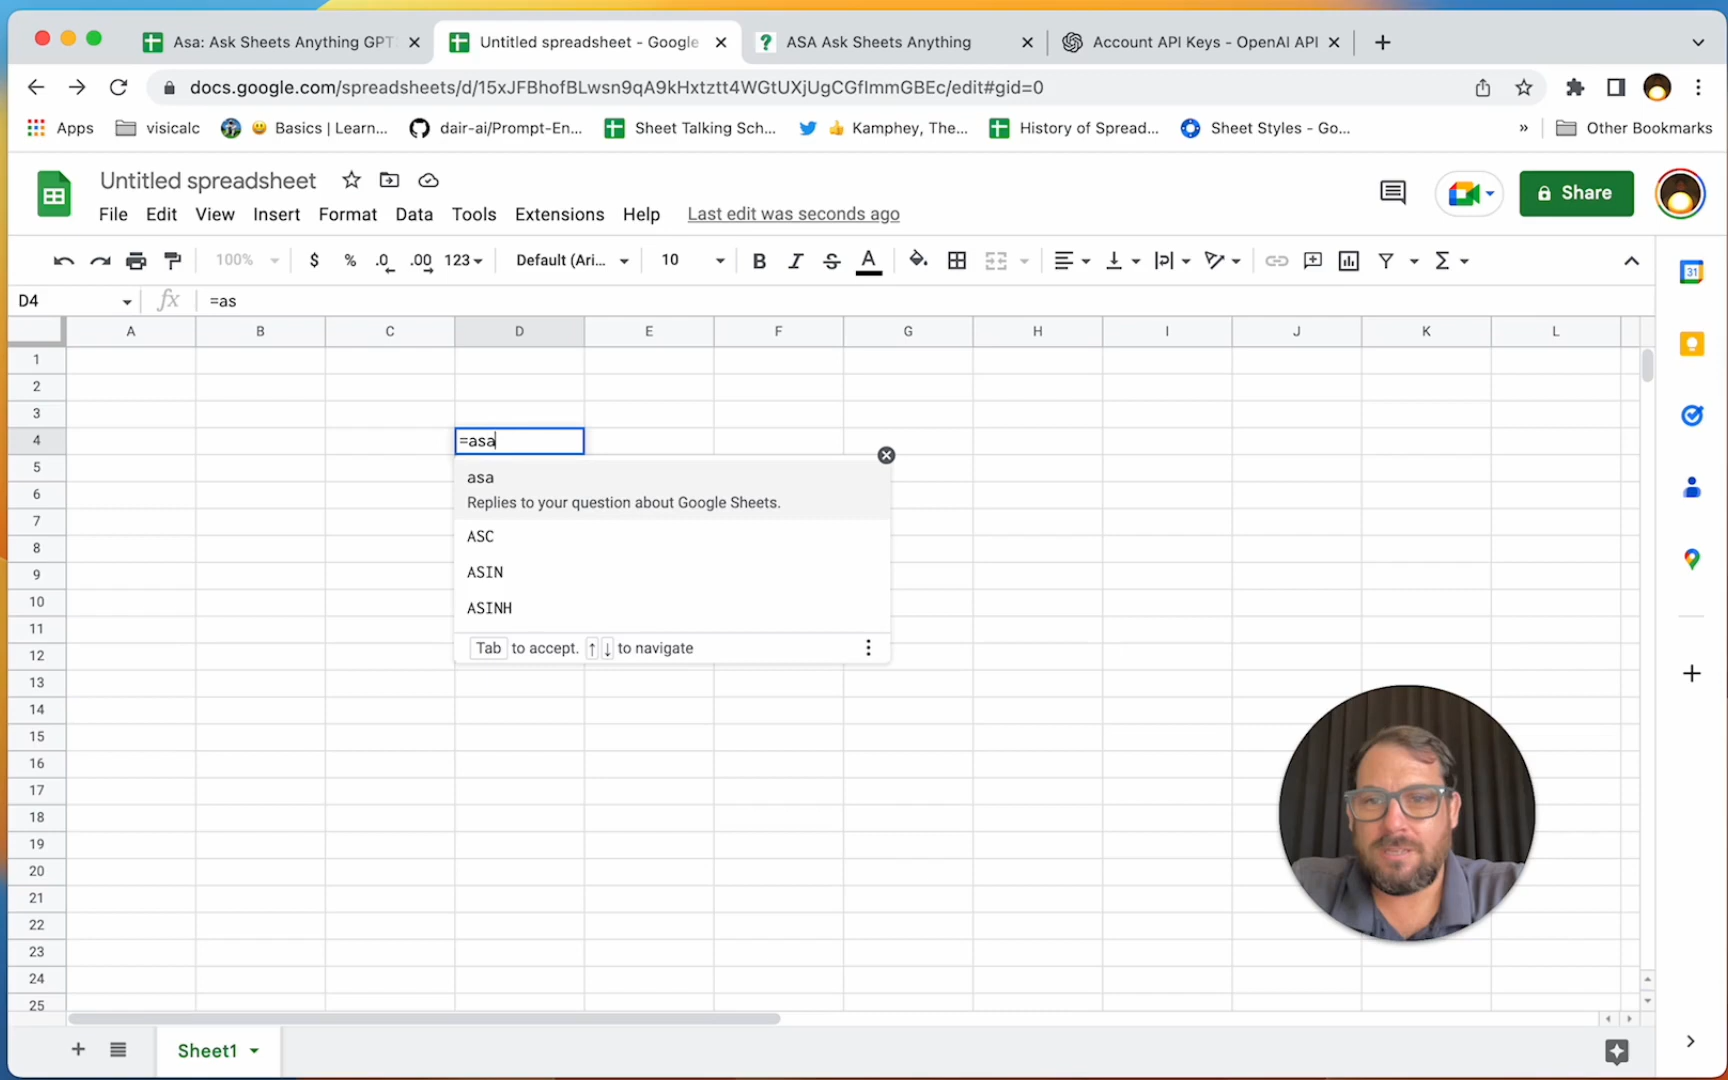 Asa: Ask Sheets Anything GPT
Untitled spreadsheet - Google
? ASA Ask Sheets Anything
Account API Keys - OpenAI API
docs.google.com/spreadsheets/d/15xJFBhofBLwsn9qA9kHxtztt4WGtUXjUgCGfImmGBEc/edit#gid=0
Apps visicalc Basics | Learn... dair-ai/Prompt-En... Sheet Talking Sch... Kamphey, The... History of Spread... Sheet Styles - Go... » Other Bookmarks
Untitled spreadsheet
Share
File Edit View Insert Format Data Tools Extensions Help Last edit was seconds ago
100% $ % .0 .00 123 Default (Ari... 10 B I S A Σ
31
D4 fx =as
A B C D E F G H I J K L
1
2
3
4 =asa
5 asa
6 Replies to your question about Google Sheets.
7
8 ASC
9 ASIN
10 ASINH
11
12 Tab to accept. ↑ ↓ to navigate
13
14
15
16
17
18
19
20
21
22
23
24
25
+ Sheet1